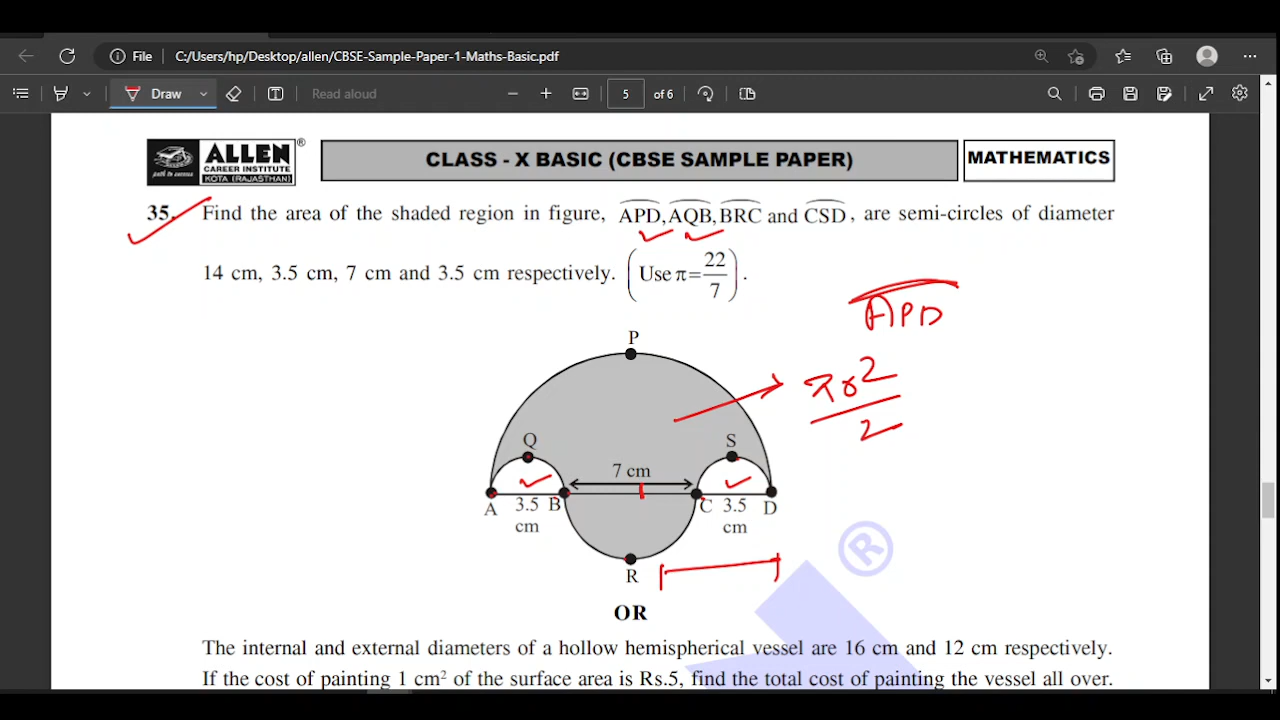 File C:/Users/hp/Desktop/allen/CBSE-Sample-Paper-1-Maths-Basic.pdf
Draw Read aloud 5 of 6
ALLEN ®
CAREER INSTITUTE
KOTA (RAJASTHAN)
CLASS - X BASIC (CBSE SAMPLE PAPER)
MATHEMATICS
35. Find the area of the shaded region in figure, APD, AQB, BRC and CSD, are semi-circles of diameter
14 cm, 3.5 cm, 7 cm and 3.5 cm respectively. (Use π=22/7).
APD
πr²/2
P
Q
S
7 cm
A 3.5 cm B
C 3.5 cm D
R
®
OR
The internal and external diameters of a hollow hemispherical vessel are 16 cm and 12 cm respectively.
If the cost of painting 1 cm² of the surface area is Rs.5, find the total cost of painting the vessel all over.